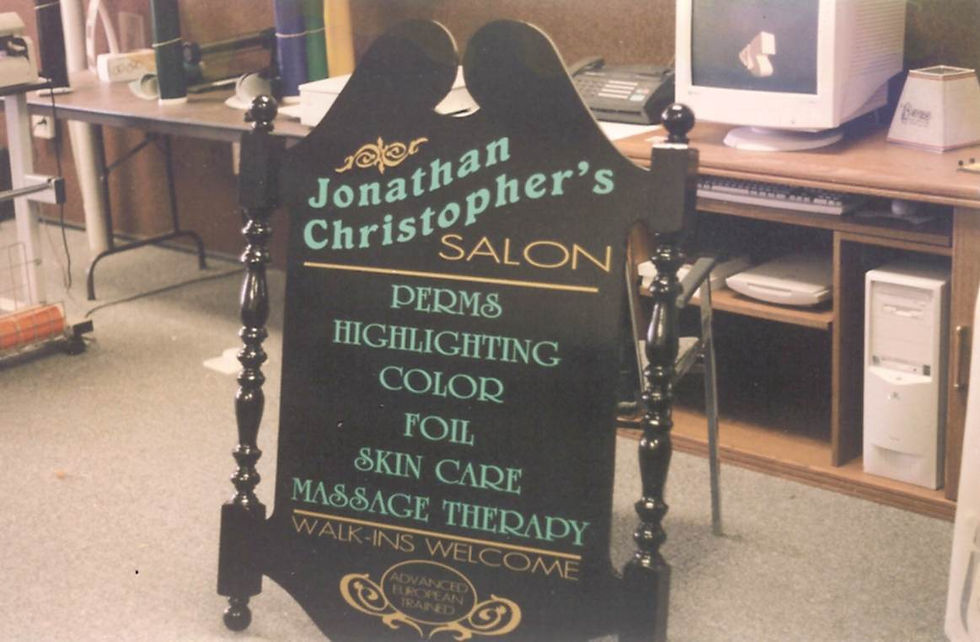 Jonathan
Christopher's
SALON
PERMS
HIGHLIGHTING
COLOR
FOIL
SKIN CARE
MASSAGE THERAPY
WALK-INS WELCOME
ADVANCED
EUROPEAN
TRAINED